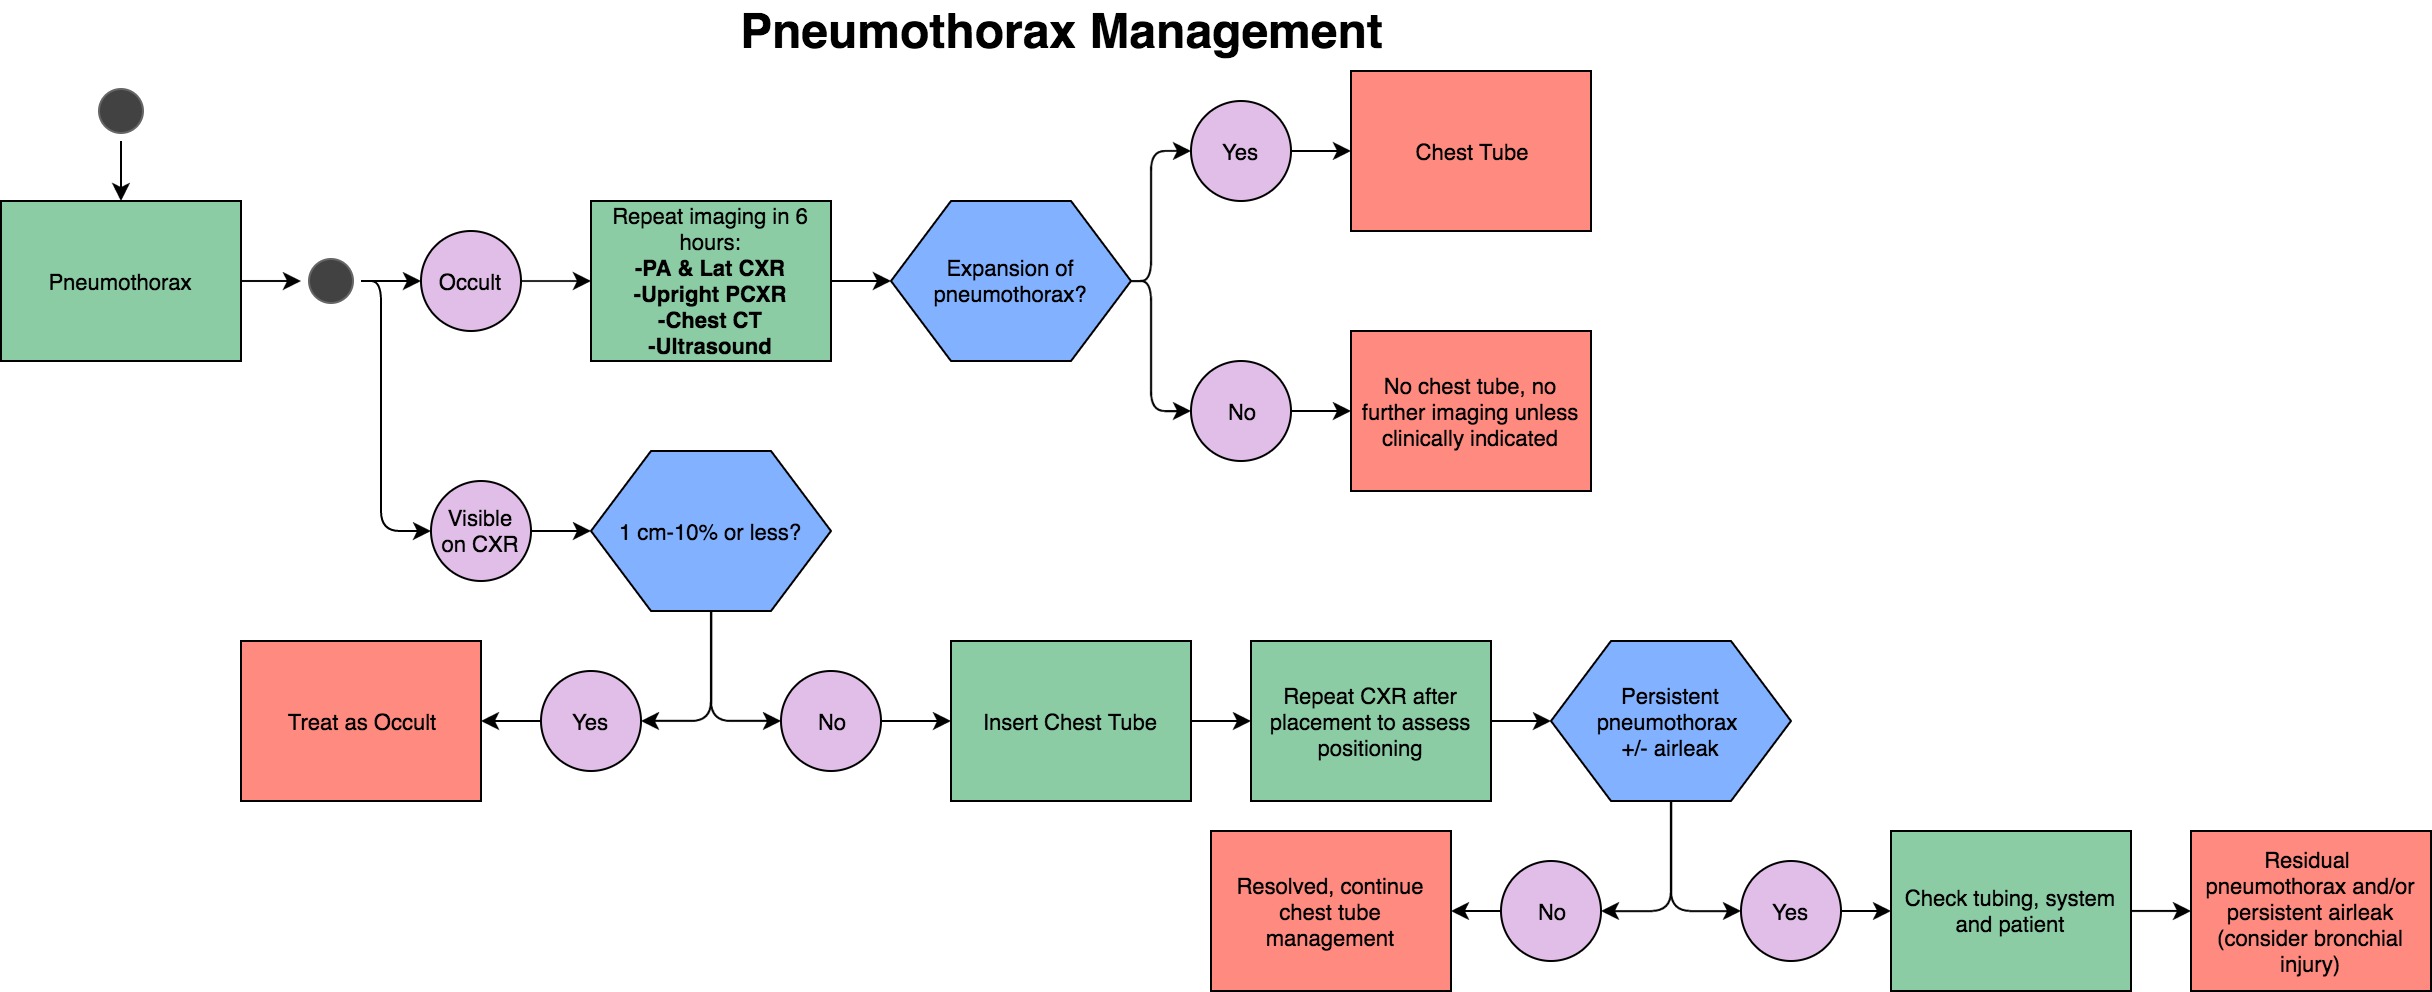 Pneumothorax Management
Pneumothorax
Occult
Repeat imaging in 6
hours:
-PA & Lat CXR
-Upright PCXR
-Chest CT
-Ultrasound
Expansion of
pneumothorax?
Yes
Chest Tube
No
No chest tube, no
further imaging unless
clinically indicated
Visible
on CXR
1 cm-10% or less?
Yes
Treat as Occult
No
Insert Chest Tube
Repeat CXR after
placement to assess
positioning
Persistent
pneumothorax
+/- airleak
No
Resolved, continue
chest tube
management
Yes
Check tubing, system
and patient
Residual
pneumothorax and/or
persistent airleak
(consider bronchial
injury)